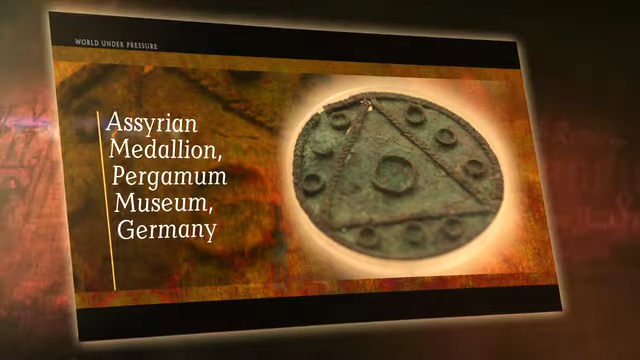 WORLD UNDER PRESSURE
Assyrian
Medallion,
Pergamum
Museum,
Germany